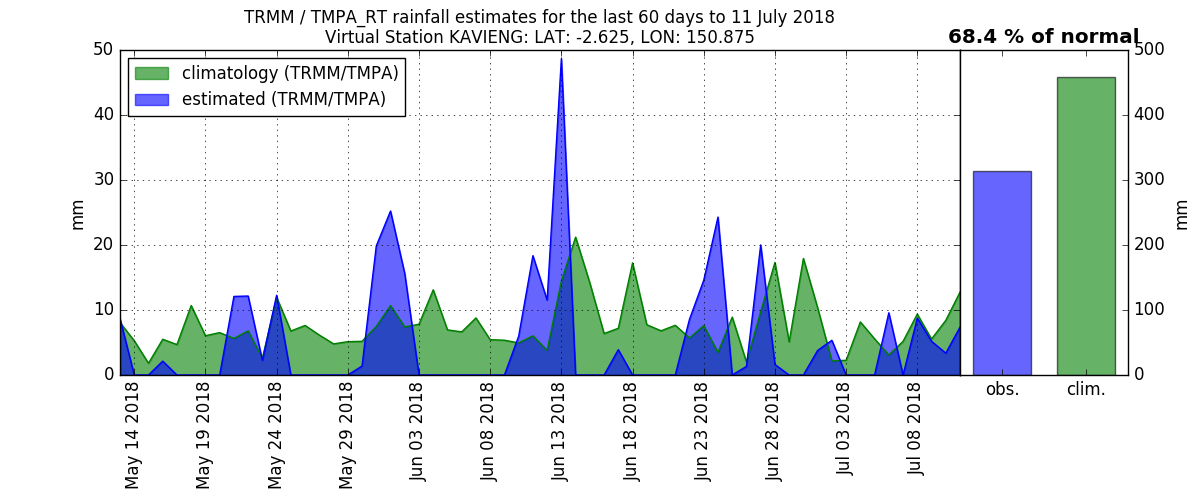 TRMM / TMPA_RT rainfall estimates for the last 60 days to 11 July 2018
Virtual Station KAVIENG: LAT: -2.625, LON: 150.875
68.4 % of normal
climatology (TRMM/TMPA)
estimated (TRMM/TMPA)
50
40
30
20
10
0
mm
May 14 2018
May 19 2018
May 24 2018
May 29 2018
Jun 03 2018
Jun 08 2018
Jun 13 2018
Jun 18 2018
Jun 23 2018
Jun 28 2018
Jul 03 2018
Jul 08 2018
500
400
300
200
100
0
mm
obs.
clim.